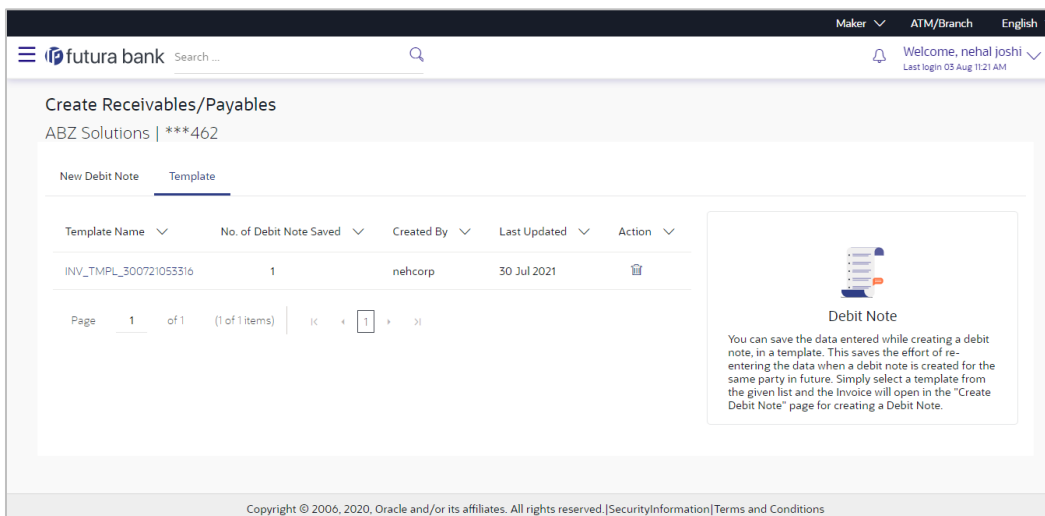 Maker ATM/Branch English
futura bank Search ... Welcome, nehal joshi
Last login 03 Aug 11:21 AM
Create Receivables/Payables
ABZ Solutions | ***462
New Debit Note Template
Template Name No. of Debit Note Saved Created By Last Updated Action
INV_TMPL_300721053316 1 nehcorp 30 Jul 2021
Page 1 of 1 (1 of 1 items) 1
Debit Note
You can save the data entered while creating a debit
note, in a template. This saves the effort of re-
entering the data when a debit note is created for the
same party in future. Simply select a template from
the given list and the Invoice will open in the "Create
Debit Note" page for creating a Debit Note.
Copyright © 2006, 2020, Oracle and/or its affiliates. All rights reserved.|SecurityInformation|Terms and Conditions